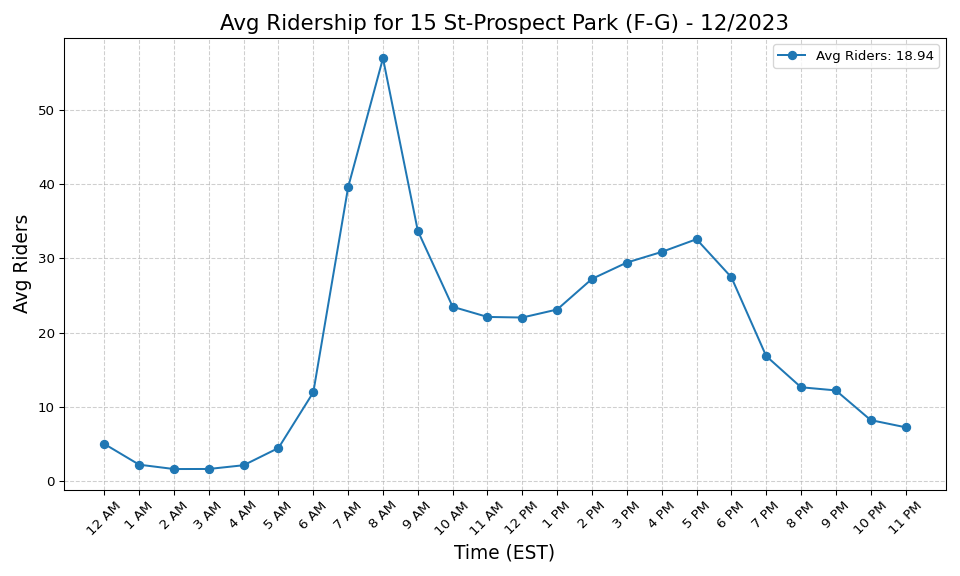 Avg Ridership for 15 St-Prospect Park (F-G) - 12/2023
Avg Riders: 18.94
Avg Riders
50
40
30
20
10
0
12 AM
1 AM
2 AM
3 AM
4 AM
5 AM
6 AM
7 AM
8 AM
9 AM
10 AM
11 AM
12 PM
1 PM
2 PM
3 PM
4 PM
5 PM
6 PM
7 PM
8 PM
9 PM
10 PM
11 PM
Time (EST)